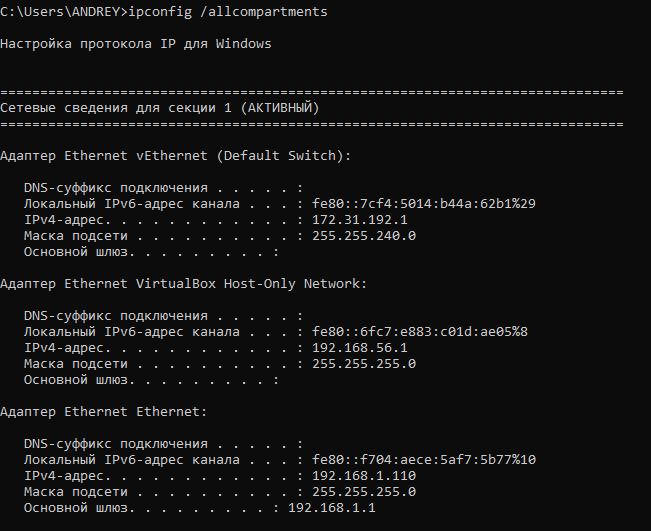 C:\Users\ANDREY>ipconfig /allcompartments
Настройка протокола IP для Windows
==============================================================================
Сетевые сведения для секции 1 (АКТИВНЫЙ)
==============================================================================
Адаптер Ethernet vEthernet (Default Switch):
DNS-суффикс подключения . . . . . :
Локальный IPv6-адрес канала . . . : fe80::7cf4:5014:b44a:62b1%29
IPv4-адрес. . . . . . . . . . . . : 172.31.192.1
Маска подсети . . . . . . . . . . : 255.255.240.0
Основной шлюз. . . . . . . . . :
Адаптер Ethernet VirtualBox Host-Only Network:
DNS-суффикс подключения . . . . . :
Локальный IPv6-адрес канала . . . : fe80::6fc7:e883:c01d:ae05%8
IPv4-адрес. . . . . . . . . . . . : 192.168.56.1
Маска подсети . . . . . . . . . . : 255.255.255.0
Основной шлюз. . . . . . . . . :
Адаптер Ethernet Ethernet:
DNS-суффикс подключения . . . . . :
Локальный IPv6-адрес канала . . . : fe80::f704:aece:5af7:5b77%10
IPv4-адрес. . . . . . . . . . . . : 192.168.1.110
Маска подсети . . . . . . . . . . : 255.255.255.0
Основной шлюз. . . . . . . . . : 192.168.1.1